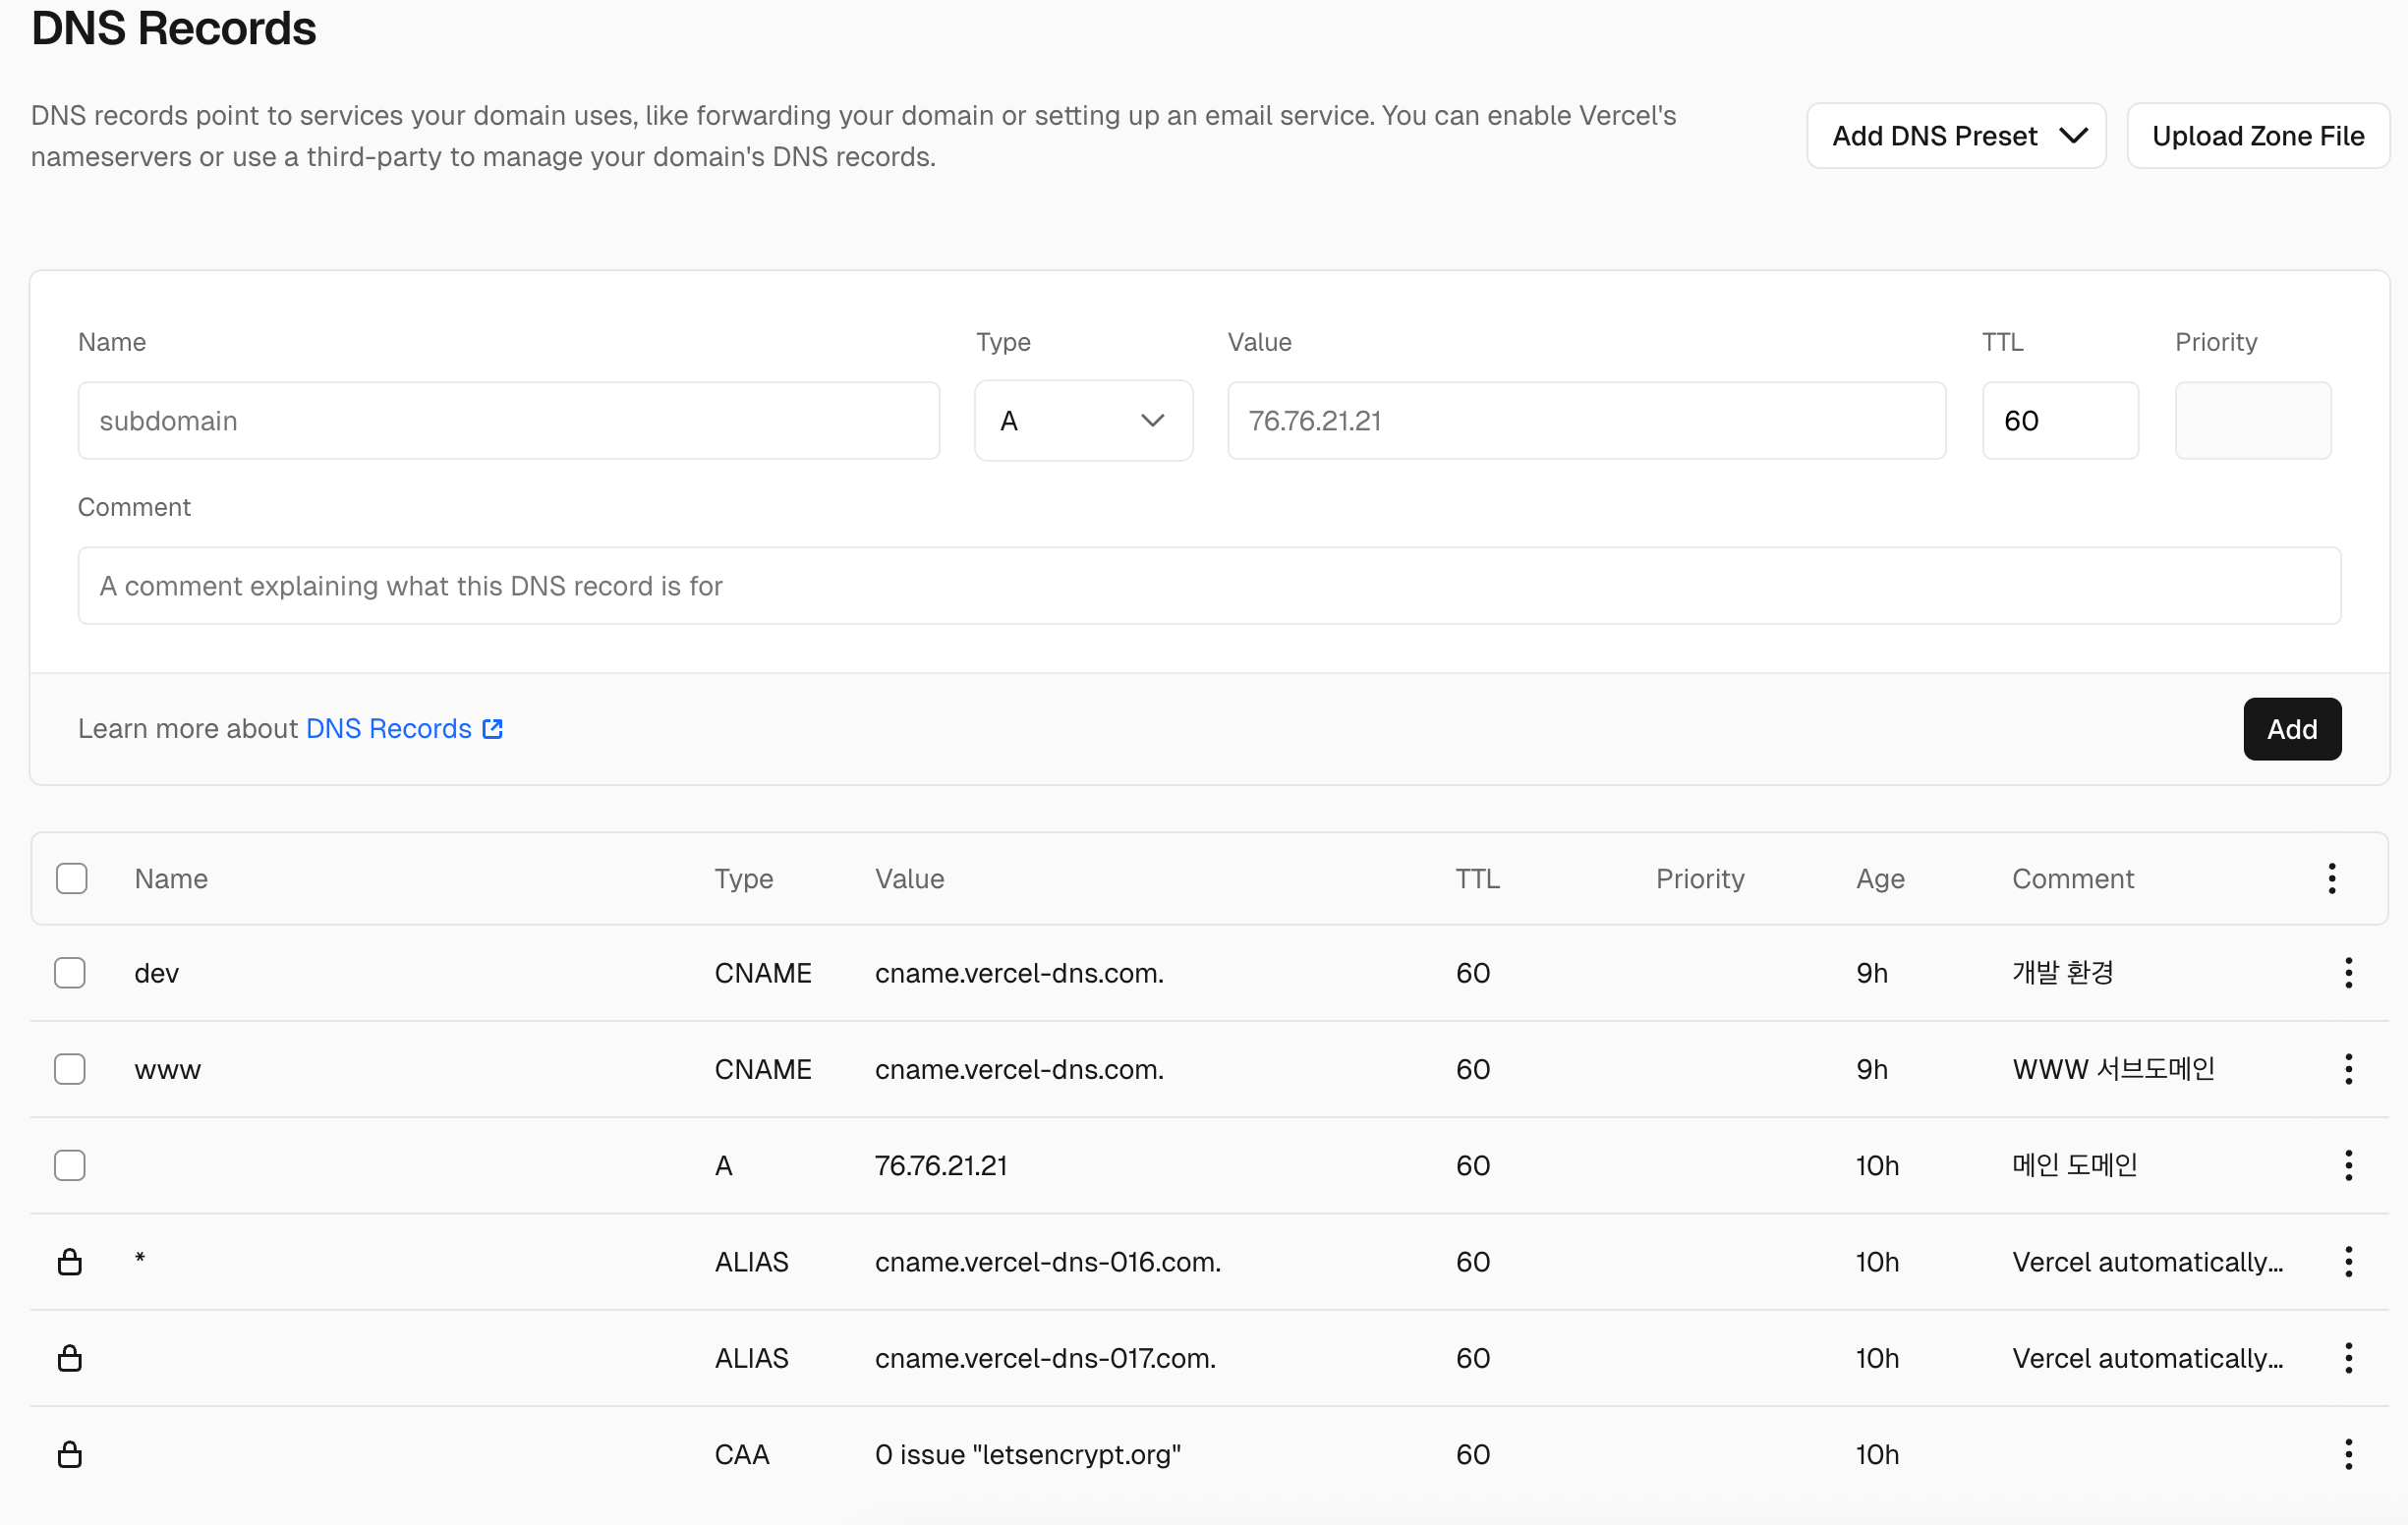 DNS Records
DNS records point to services your domain uses, like forwarding your domain or setting up an email service. You can enable Vercel's
nameservers or use a third-party to manage your domain's DNS records.
Add DNS Preset
Upload Zone File
Name Type Value TTL Priority
subdomain A 76.76.21.21 60
Comment
A comment explaining what this DNS record is for
Learn more about DNS Records
Add
Name Type Value TTL Priority Age Comment
dev CNAME cname.vercel-dns.com. 60 9h 개발 환경
www CNAME cname.vercel-dns.com. 60 9h WWW 서브도메인
A 76.76.21.21 60 10h 메인 도메인
* ALIAS cname.vercel-dns-016.com. 60 10h Vercel automatically...
ALIAS cname.vercel-dns-017.com. 60 10h Vercel automatically...
CAA 0 issue "letsencrypt.org" 60 10h